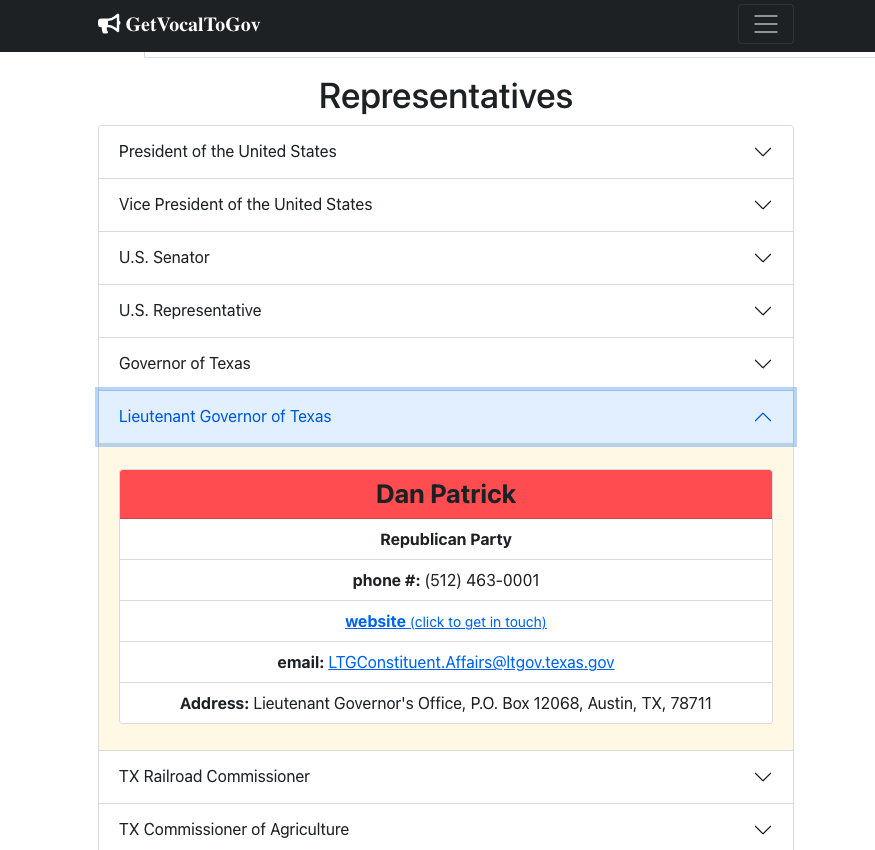 GetVocalToGov
Representatives
President of the United States
Vice President of the United States
U.S. Senator
U.S. Representative
Governor of Texas
Lieutenant Governor of Texas
Dan Patrick
Republican Party
phone #: (512) 463-0001
website (click to get in touch)
email: LTGConstituent.Affairs@ltgov.texas.gov
Address: Lieutenant Governor's Office, P.O. Box 12068, Austin, TX, 78711
TX Railroad Commissioner
TX Commissioner of Agriculture